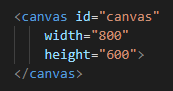 <canvas id="canvas"
    width="800"
    height="600">
</canvas>